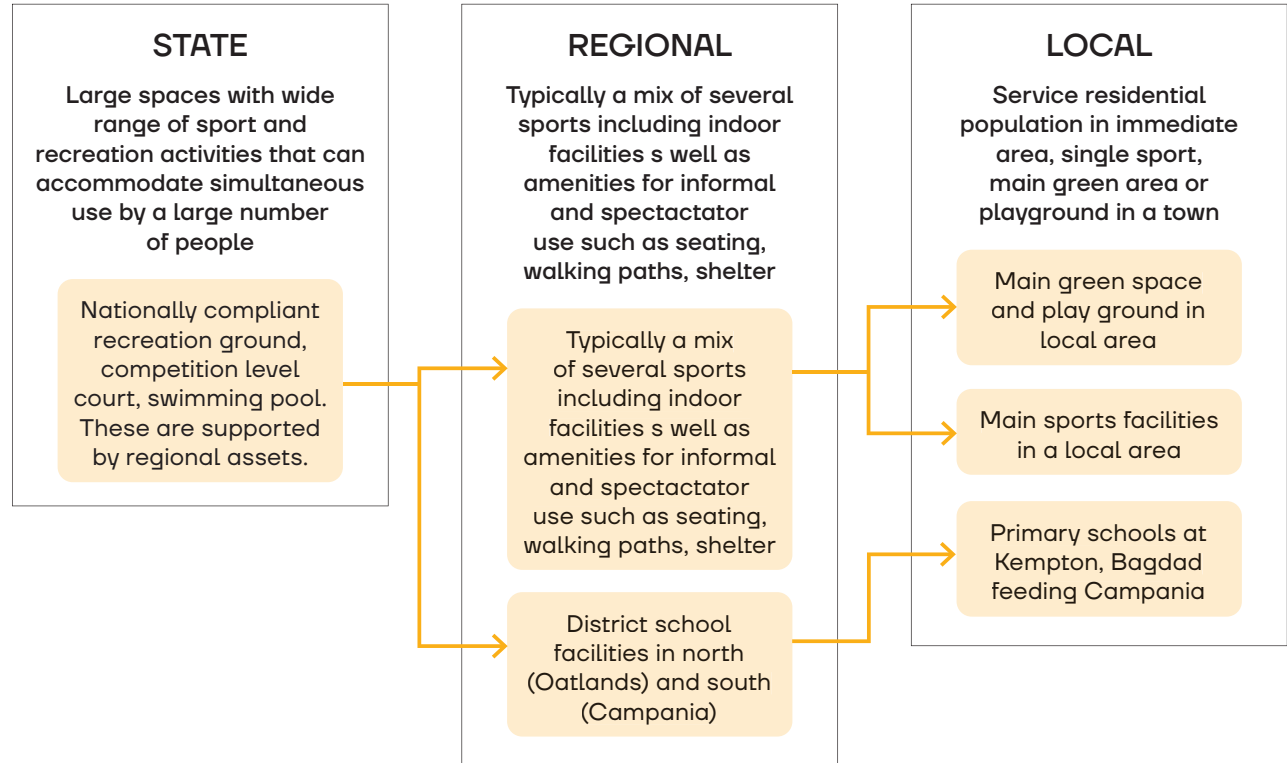 STATE
Large spaces with wide
range of sport and
recreation activities that can
accommodate simultaneous
use by a large number
of people
Nationally compliant
recreation ground,
competition level
court, swimming pool.
These are supported
by regional assets.
REGIONAL
Typically a mix of several
sports including indoor
facilities s well as
amenities for informal
and spectactator
use such as seating,
walking paths, shelter
Typically a mix
of several sports
including indoor
facilities s well as
amenities for informal
and spectactator
use such as seating,
walking paths, shelter
District school
facilities in north
(Oatlands) and south
(Campania)
LOCAL
Service residential
population in immediate
area, single sport,
main green area or
playground in a town
Main green space
and play ground in
local area
Main sports facilities
in a local area
Primary schools at
Kempton, Bagdad
feeding Campania